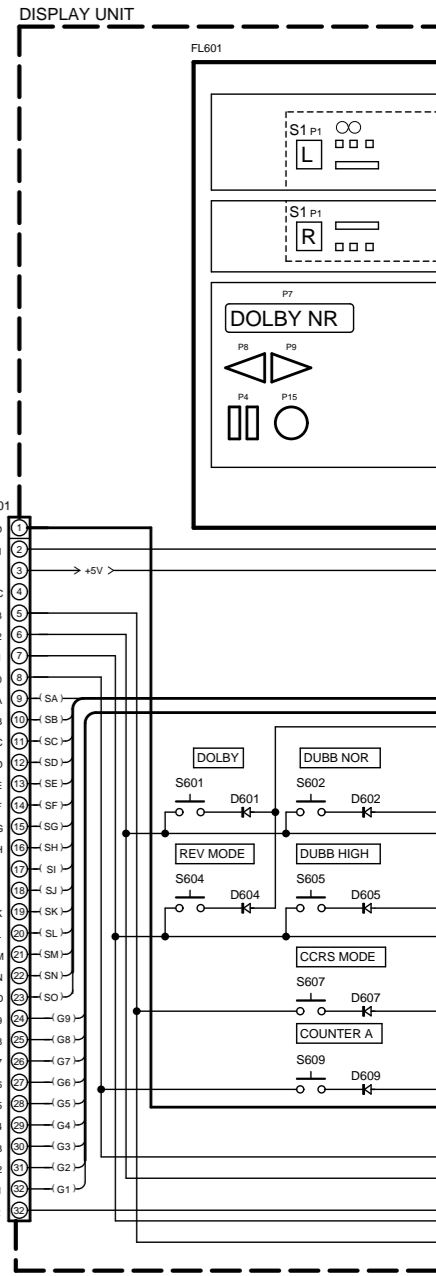 DISPLAY UNIT
FL601
S1 P1
L
S1 P1
R
P7
DOLBY NR
P8 P9
P4 P15
01
1
2
3 +5V
4
5
6
7
8
9 SA
10 SB
11 SC
12 SD
13 SE
14 SF
15 SG
16 SH
17 SI
18 SJ
19 SK
20 SL
21 SM
22 SN
23 SO
24 G9
25 G8
26 G7
27 G6
28 G5
29 G4
30 G3
31 G2
32 G1
32
DOLBY DUBB NOR
S601 D601 S602 D602
REV MODE DUBB HIGH
S604 D604 S605 D605
CCRS MODE
S607 D607
COUNTER A
S609 D609